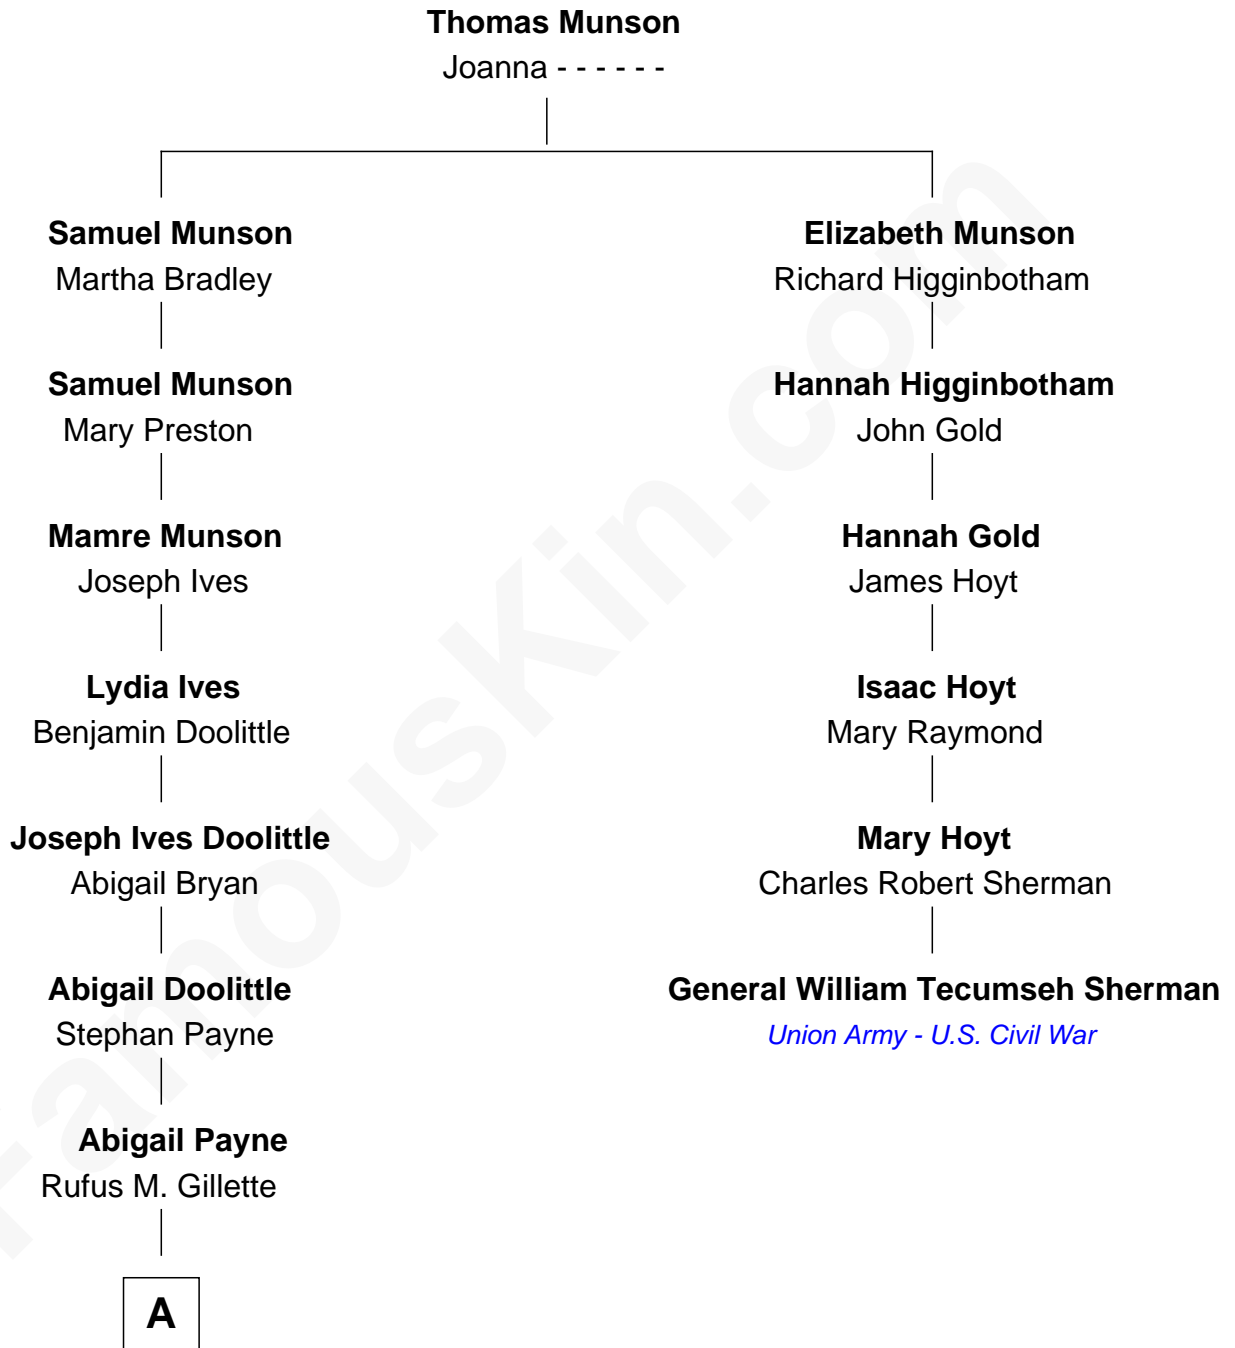 Thomas Munson
Joanna - - - - - -
Samuel Munson
Martha Bradley
Elizabeth Munson
Richard Higginbotham
Samuel Munson
Mary Preston
Hannah Higginbotham
John Gold
Mamre Munson
Joseph Ives
Hannah Gold
James Hoyt
Lydia Ives
Benjamin Doolittle
Isaac Hoyt
Mary Raymond
Joseph Ives Doolittle
Abigail Bryan
Mary Hoyt
Charles Robert Sherman
Abigail Doolittle
Stephan Payne
General William Tecumseh Sherman
Union Army - U.S. Civil War
Abigail Payne
Rufus M. Gillette
A
FamousKin.com